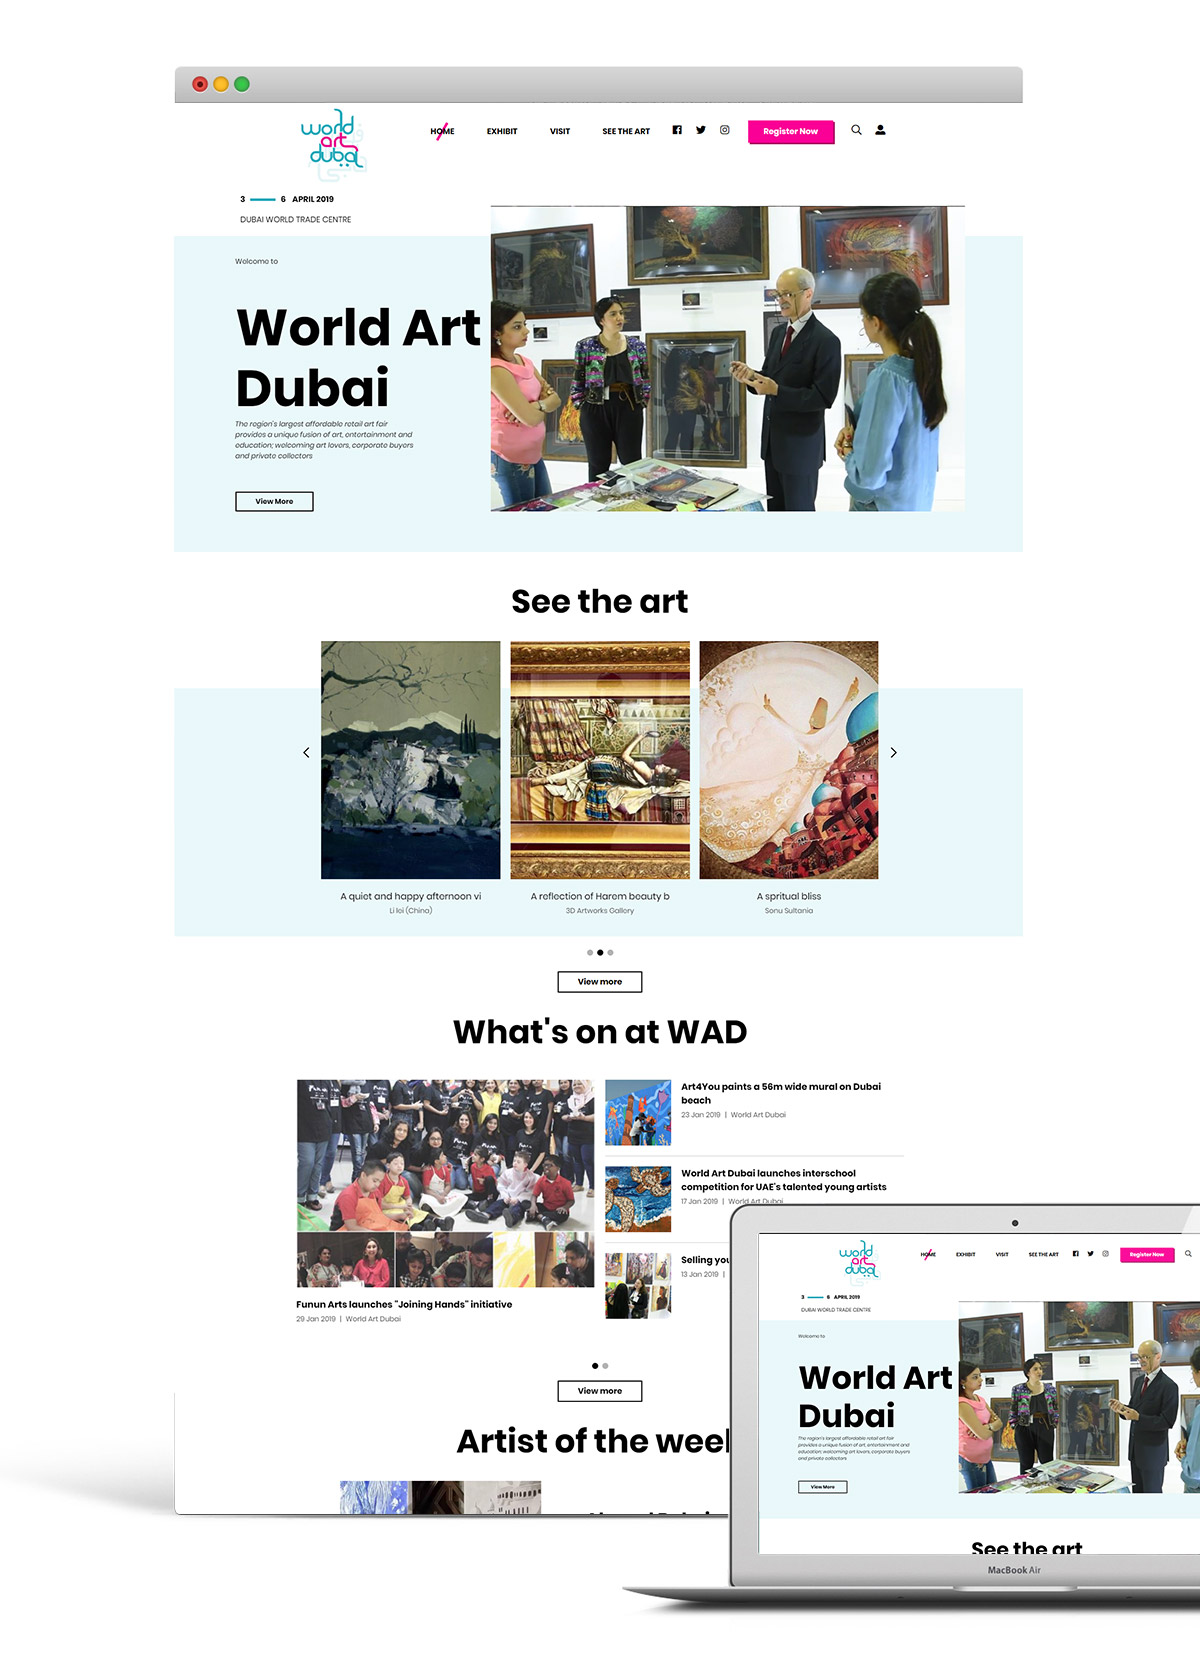 world
art
dubai
HOME EXHIBIT VISIT SEE THE ART Register Now
3 6 APRIL 2019
DUBAI WORLD TRADE CENTRE
Welcome to
World Art
Dubai
The region's largest affordable retail art fair
provides a unique fusion of art, entertainment and
education; welcoming art lovers, corporate buyers
and private collectors
View More
See the art
A quiet and happy afternoon vi
Li lei (China)
A reflection of Harem beauty b
3D Artworks Gallery
A spritual bliss
Sonu Sultania
View more
What's on at WAD
Funun Arts launches "Joining Hands" initiative
29 Jan 2019 | World Art Dubai
Art4You paints a 56m wide mural on Dubai
beach
23 Jan 2019 | World Art Dubai
World Art Dubai launches interschool
competition for UAE's talented young artists
17 Jan 2019 | World Art Dubai
Selling you
13 Jan 2019 |
View more
Artist of the week
world
art
dubai
HOME EXHIBIT VISIT SEE THE ART Register Now
3 6 APRIL 2019
DUBAI WORLD TRADE CENTRE
Welcome to
World Art
Dubai
The region's largest affordable retail art fair
provides a unique fusion of art, entertainment and
education; welcoming art lovers, corporate buyers
and private collectors
View More
See the art
MacBook Air